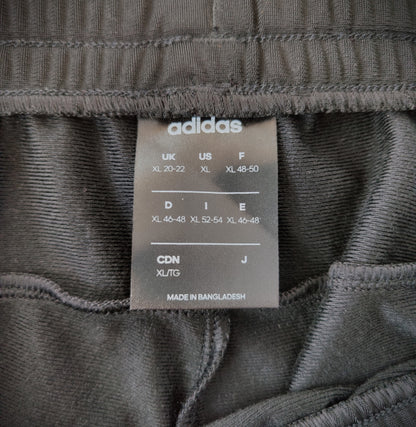 adidas
UK US F
XL 20-22 XL XL 48-50
D I E
XL 46-48 XL 52-54 XL 46-48
CDN J
XL/TG
MADE IN BANGLADESH